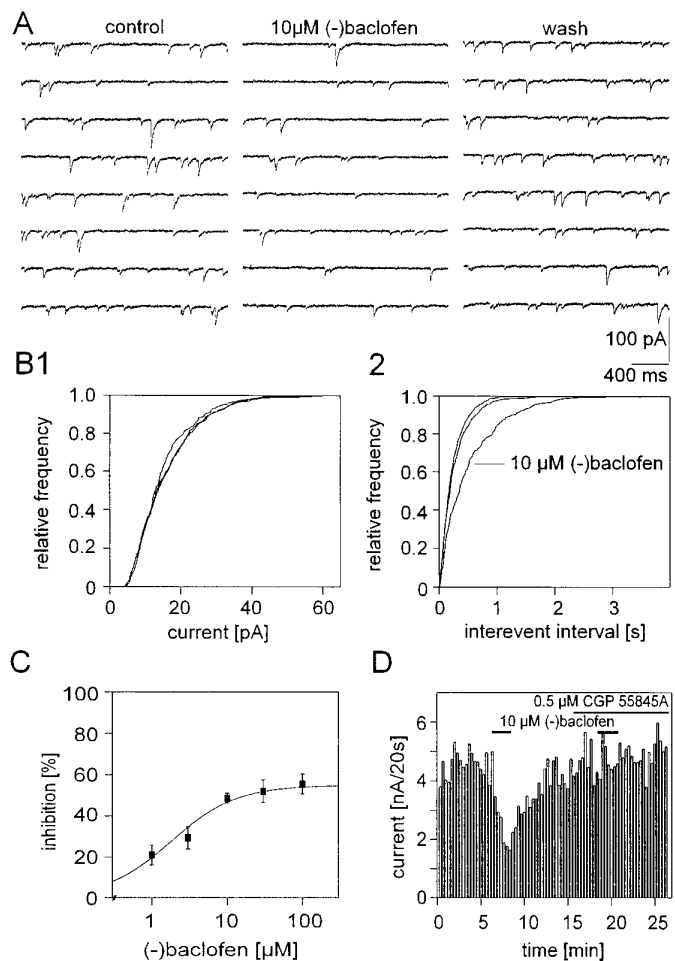 A
control
10µM (-)baclofen
wash
100 pA
400 ms
B1
relative frequency
1.0
0.8
0.6
0.4
0.2
0
0
20
40
60
current [pA]
2
relative frequency
1.0
0.8
0.6
0.4
0.2
0
10 µM (-)baclofen
0
1
2
3
interevent interval [s]
C
inhibition [%]
100
80
60
40
20
0
1
10
100
(-)baclofen [µM]
D
0.5 µM CGP 55845A
10 µM (-)baclofen
current [nA/20s]
6
4
2
0
0
5
10
15
20
25
time [min]